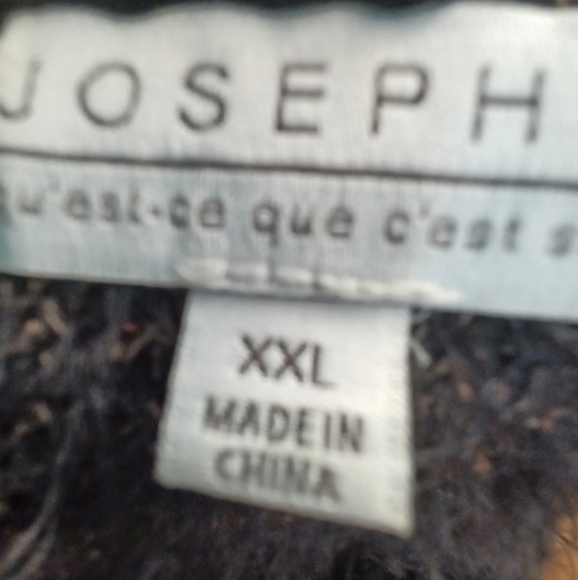 JOSEPH
qu'est-ce que c'est s
XXL
MADE IN
CHINA